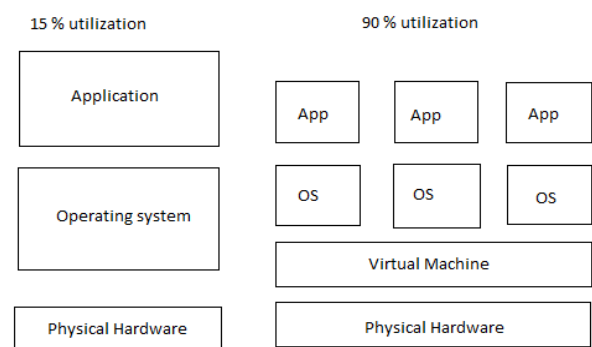 15 % utilization
90 % utilization
Application
App
App
App
Operating system
OS
OS
OS
Virtual Machine
Physical Hardware
Physical Hardware